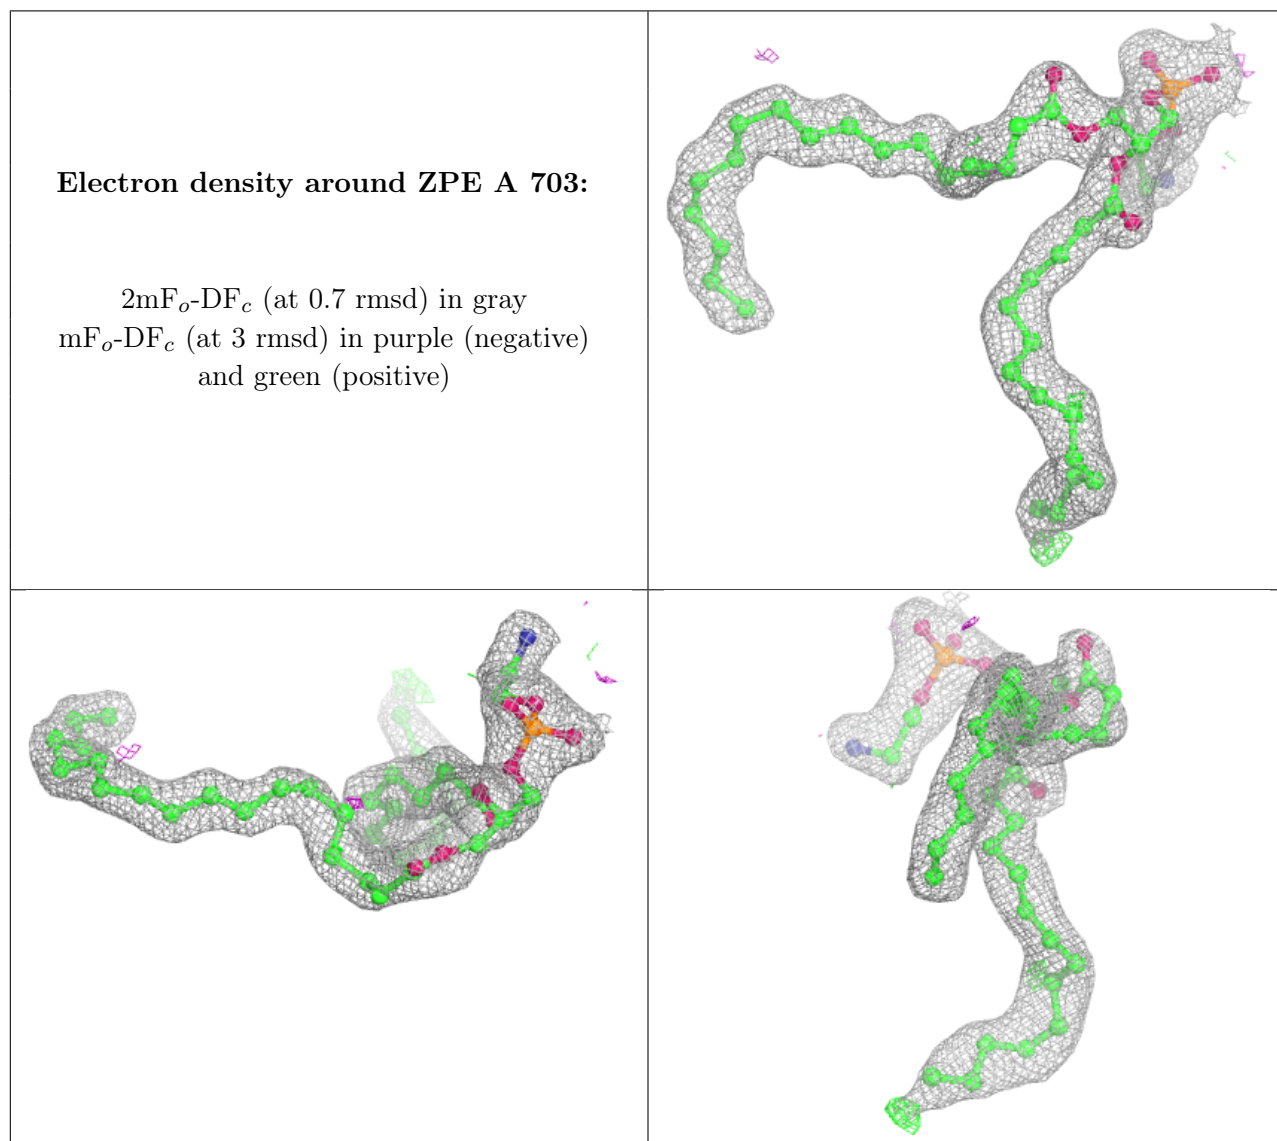 Electron density around ZPE A 703:
2mFo-DFc (at 0.7 rmsd) in gray
mFo-DFc (at 3 rmsd) in purple (negative)
and green (positive)